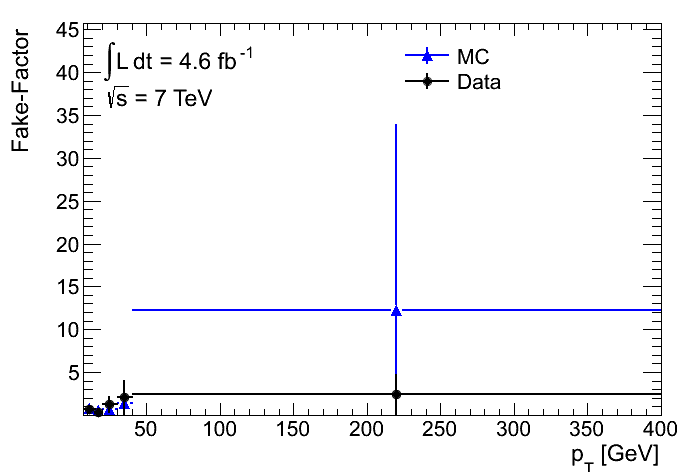 Fake-Factor
45
40
35
30
25
20
15
10
5
∫L dt = 4.6 fb⁻¹
√s = 7 TeV
MC
Data
50 100 150 200 250 300 350 400
p_T [GeV]